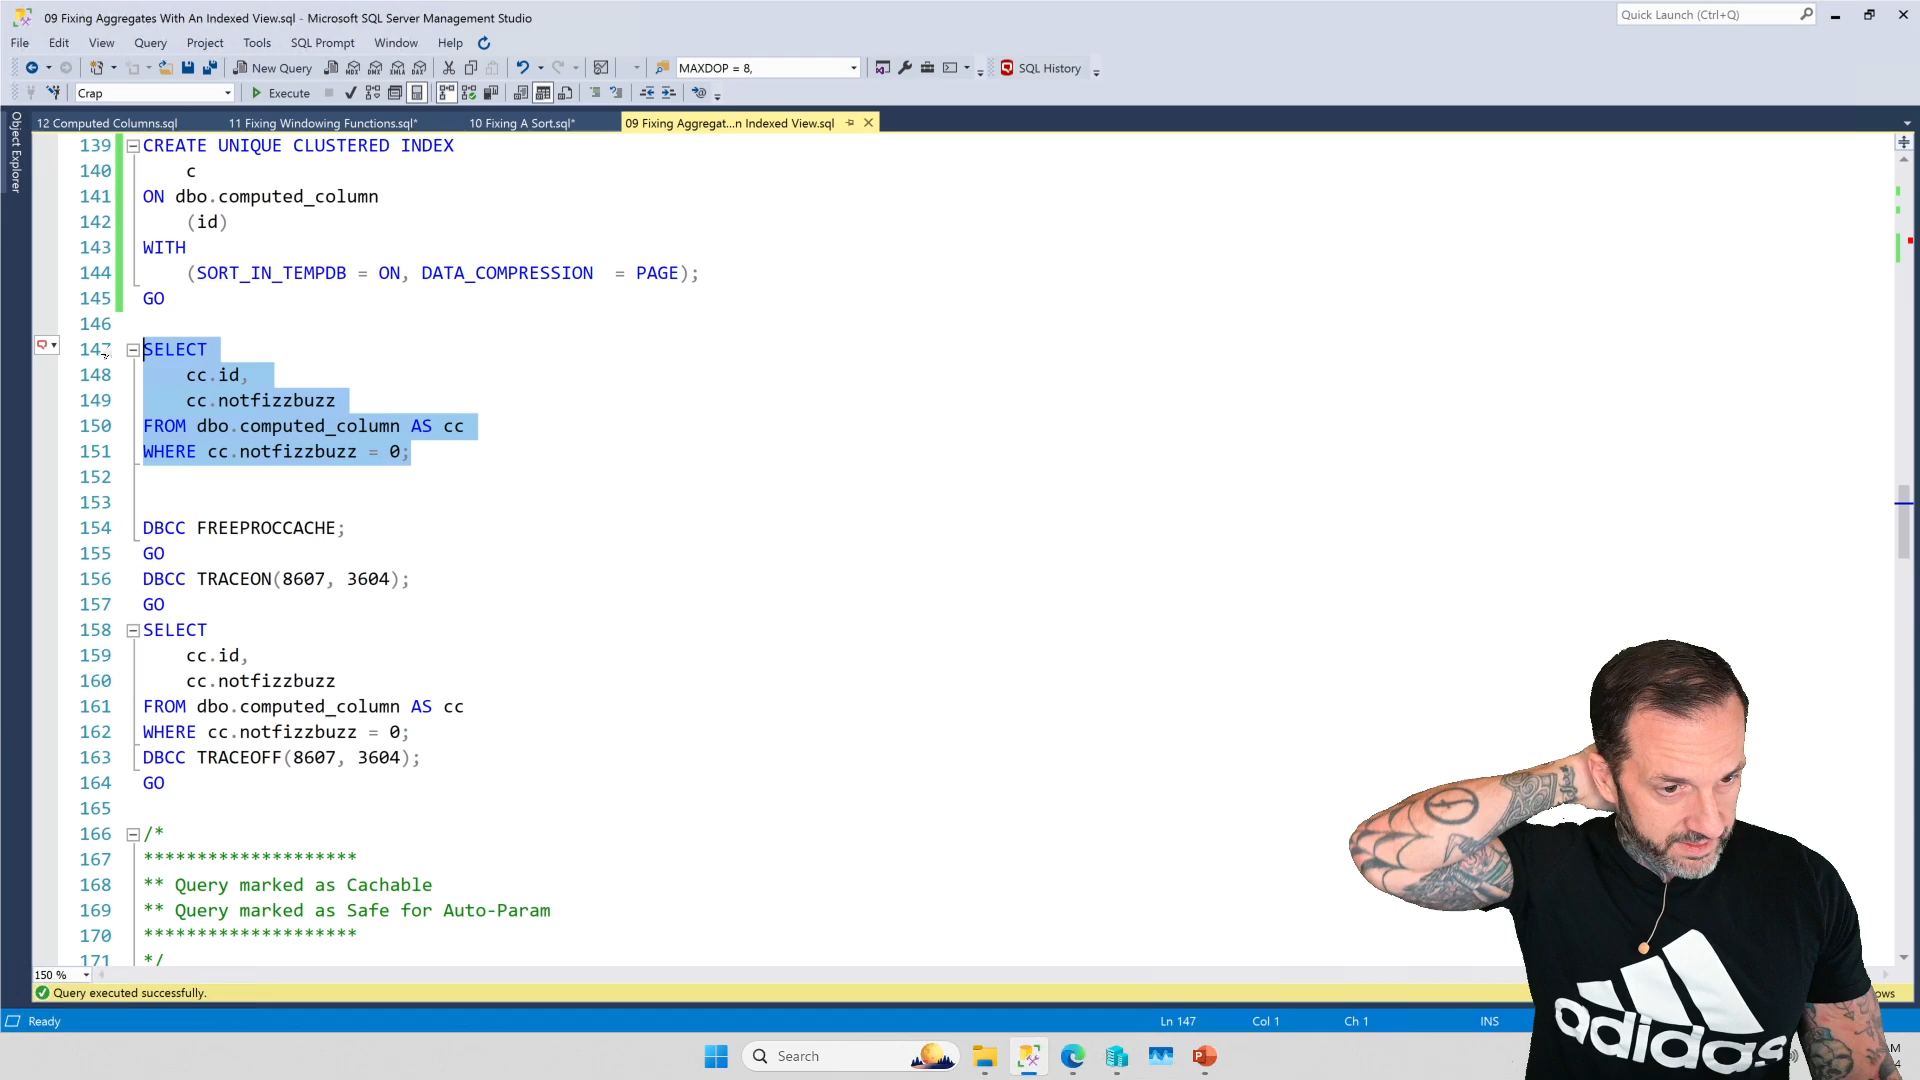 09 Fixing Aggregates With An Indexed View.sql - Microsoft SQL Server Management Studio
Quick Launch (Ctrl+Q)
File Edit View Query Project Tools SQL Prompt Window Help
New Query MDX DMX XMLA DAX MAXDOP = 8, SQL History
Crap Execute
12 Computed Columns.sql 11 Fixing Windowing Functions.sql* 10 Fixing A Sort.sql* 09 Fixing Aggregat...n Indexed View.sql
Object Explorer
139 CREATE UNIQUE CLUSTERED INDEX
140 c
141 ON dbo.computed_column
142 (id)
143 WITH
144 (SORT_IN_TEMPDB = ON, DATA_COMPRESSION  = PAGE);
145 GO
146
147 SELECT
148 cc.id,
149 cc.notfizzbuzz
150 FROM dbo.computed_column AS cc
151 WHERE cc.notfizzbuzz = 0;
152
153
154 DBCC FREEPROCCACHE;
155 GO
156 DBCC TRACEON(8607, 3604);
157 GO
158 SELECT
159 cc.id,
160 cc.notfizzbuzz
161 FROM dbo.computed_column AS cc
162 WHERE cc.notfizzbuzz = 0;
163 DBCC TRACEOFF(8607, 3604);
164 GO
165
166 /*
167 ********************
168 ** Query marked as Cachable
169 ** Query marked as Safe for Auto-Param
170 ********************
171 */
150 %
Query executed successfully.
Ready Ln 147 Col 1 Ch 1 INS
Search
adidas